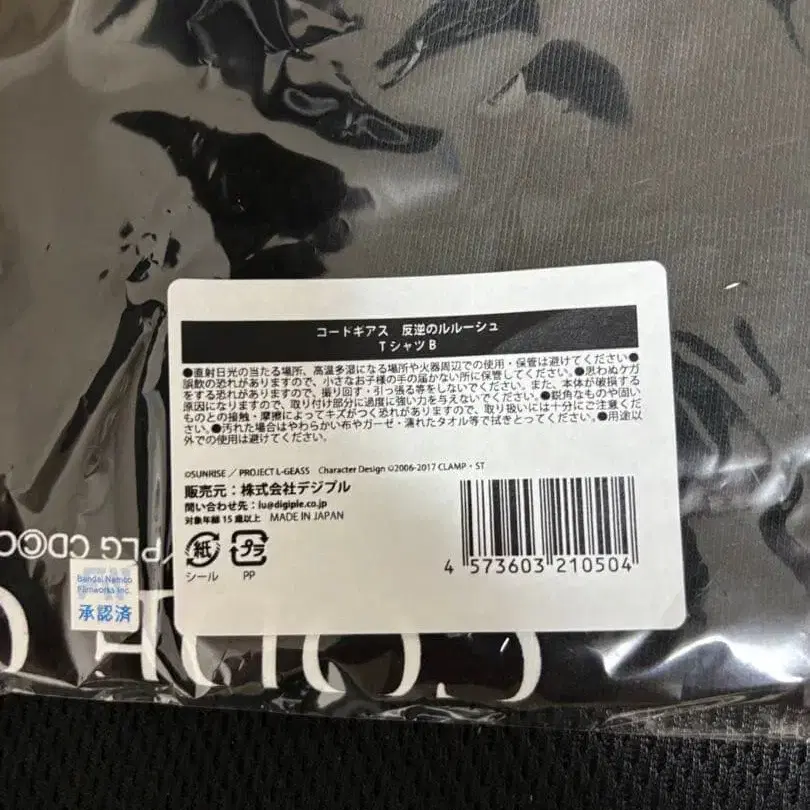 コードギアス 反逆のルルーシュ
TシャツB
●直射日光の当たる場所、高温多湿になる場所や火器周辺での使用・保管は避けてください●思わぬケガ
誤飲の恐れがありますので、小さなお子様の手の届かない所に保管してください。●振り回す・引っ張る等をしないでください。また、本体が破損する
をする恐れがありますので、取り付け部分に過度に強い力を与えないでください。●鋭角なものや固い
原因になりますので、
ものとの接触・摩擦によってキズがつく恐れがありますので、取り扱いには十分にご注意くだ
さい。●汚れた場合はやわらかい布やガーゼ・濡れたタオル等で拭きとってください。●用途以
外での使用は避けてください。
©SUNRISE／PROJECT L-GEASS Character Design ©2006-2017 CLAMP・ST
販売元：株式会社デジプル
問い合わせ先：iu@digiple.co.jp
対象年齢15歳以上 MADE IN JAPAN
紙 プラ
シール PP
4 573603 210504
Bandai Namco
Filmworks Inc.
承認済
/PLG CD
CODE G